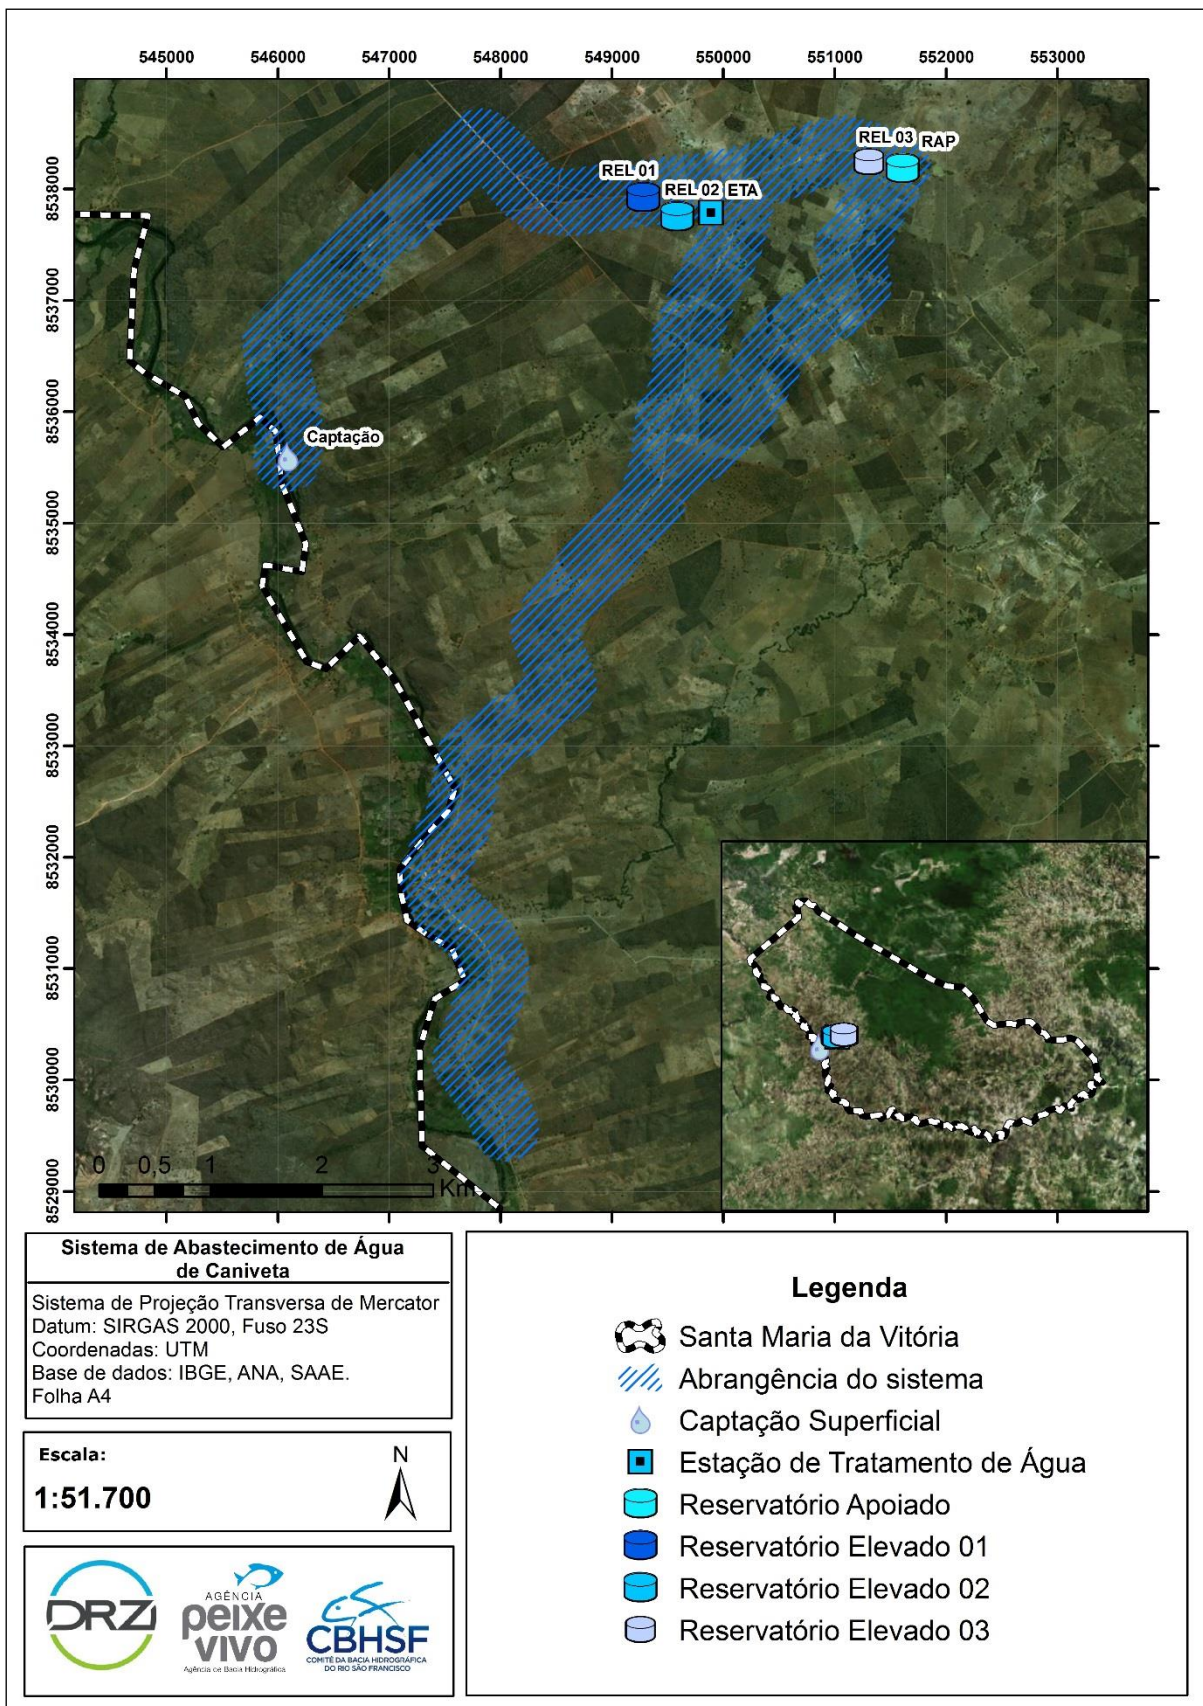 545000 546000 547000 548000 549000 550000 551000 552000 553000
8538000
8537000
8536000
8535000
8534000
8533000
8532000
8531000
8530000
8529000
REL 03 RAP
REL 01
REL 02 ETA
Captação
0 0,5 1 2 3
Km
Sistema de Abastecimento de Água
de Caniveta
Sistema de Projeção Transversa de Mercator
Datum: SIRGAS 2000, Fuso 23S
Coordenadas: UTM
Base de dados: IBGE, ANA, SAAE.
Folha A4
Escala:
1:51.700
N
DRZ
AGÊNCIA
peixe
vivo
Agência de Bacia Hidrográfica
CBHSF
COMITÊ DA BACIA HIDROGRÁFICA
DO RIO SÃO FRANCISCO
Legenda
Santa Maria da Vitória
Abrangência do sistema
Captação Superficial
Estação de Tratamento de Água
Reservatório Apoiado
Reservatório Elevado 01
Reservatório Elevado 02
Reservatório Elevado 03